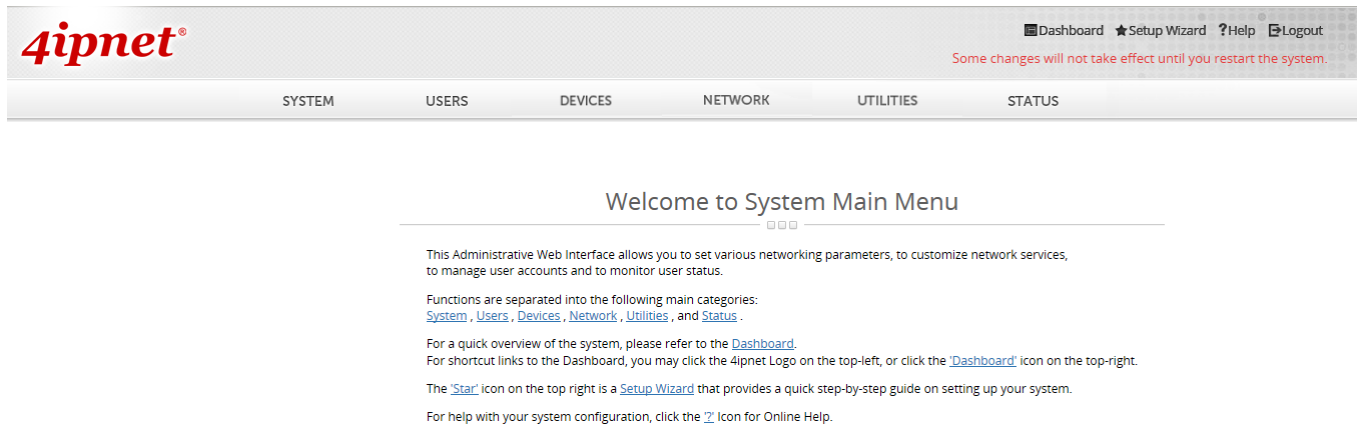 4ipnet®
Dashboard Setup Wizard ?Help Logout
Some changes will not take effect until you restart the system.
SYSTEM USERS DEVICES NETWORK UTILITIES STATUS
Welcome to System Main Menu
This Administrative Web Interface allows you to set various networking parameters, to customize network services,
to manage user accounts and to monitor user status.
Functions are separated into the following main categories:
System , Users , Devices , Network , Utilities , and Status .
For a quick overview of the system, please refer to the Dashboard.
For shortcut links to the Dashboard, you may click the 4ipnet Logo on the top-left, or click the 'Dashboard' icon on the top-right.
The 'Star' icon on the top right is a Setup Wizard that provides a quick step-by-step guide on setting up your system.
For help with your system configuration, click the '?' Icon for Online Help.